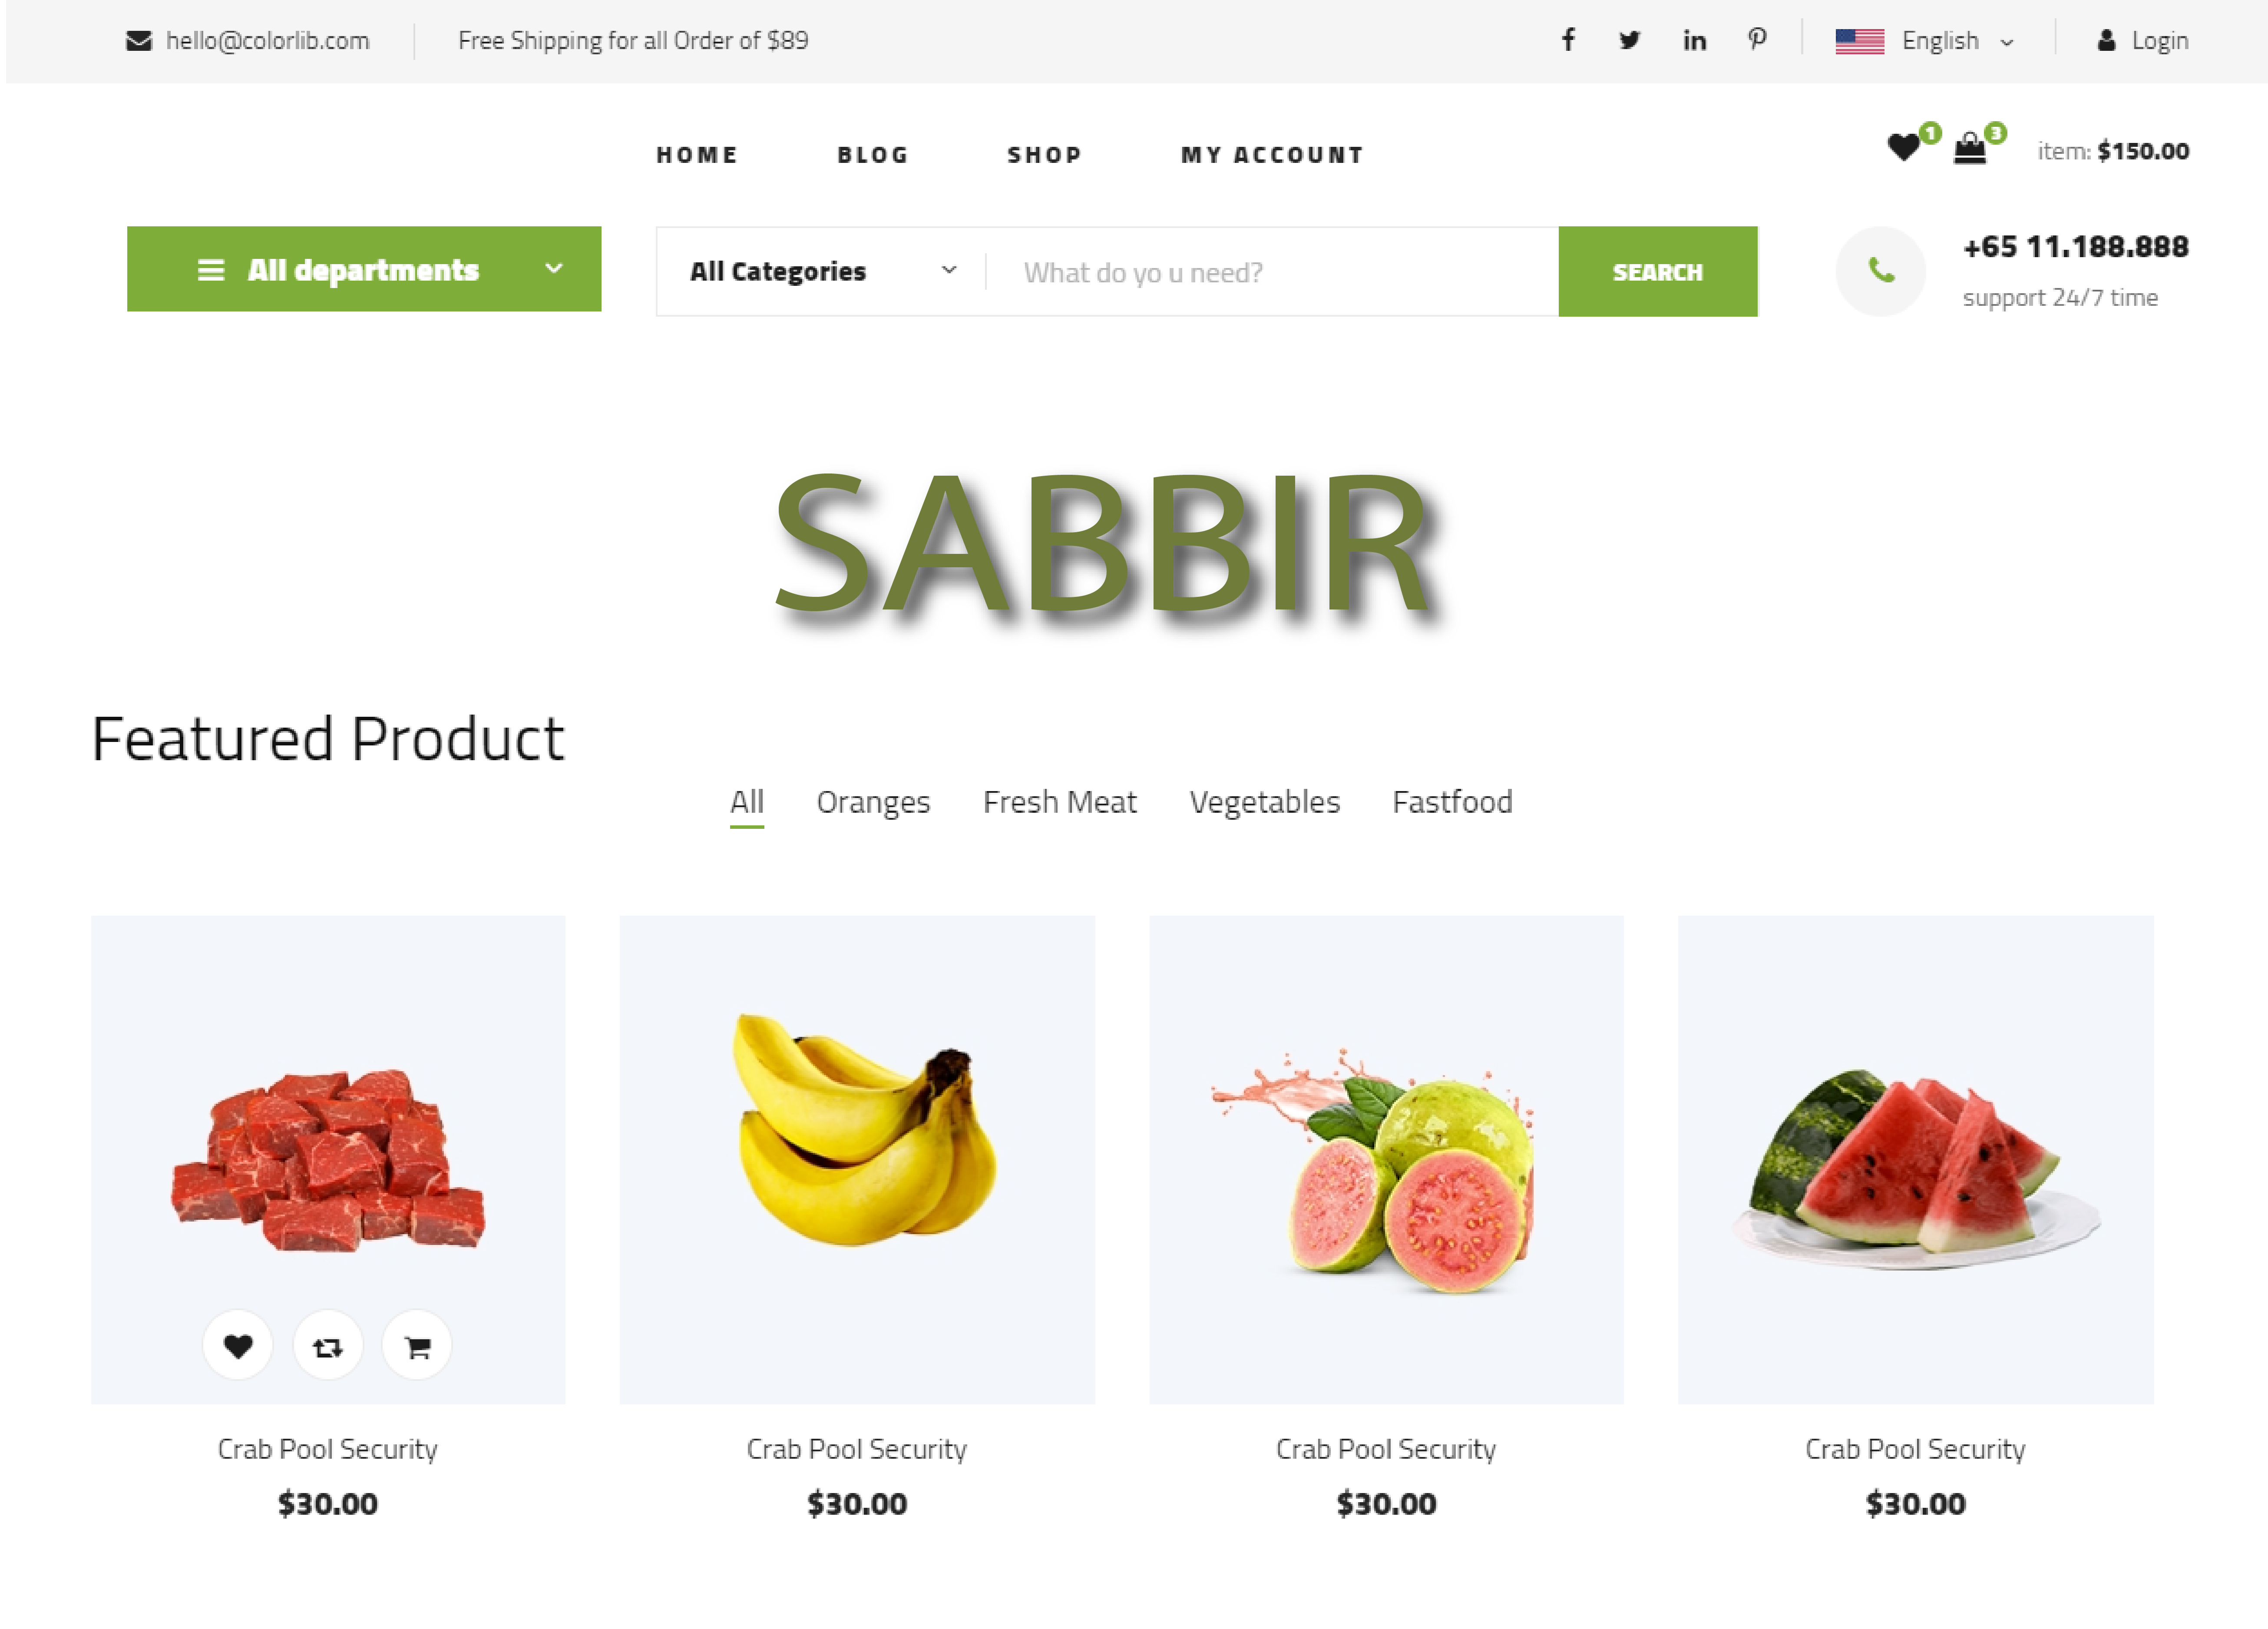 hello@colorlib.com Free Shipping for all Order of $89 English Login
HOME BLOG SHOP MY ACCOUNT 1 3 item: $150.00
All departments All Categories What do yo u need? SEARCH +65 11.188.888
support 24/7 time
SABBIR
Featured Product
All Oranges Fresh Meat Vegetables Fastfood
Crab Pool Security Crab Pool Security Crab Pool Security Crab Pool Security
$30.00 $30.00 $30.00 $30.00